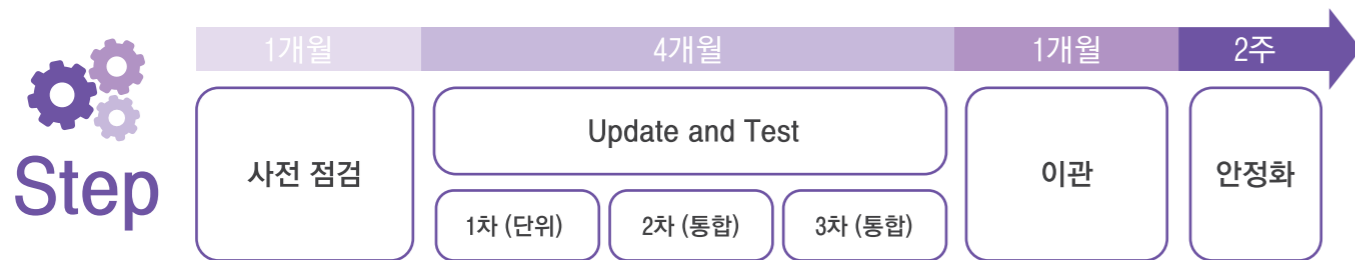 1개월 4개월 1개월 2주
Step
사전 점검
Update and Test
1차 (단위) 2차 (통합) 3차 (통합)
이관
안정화